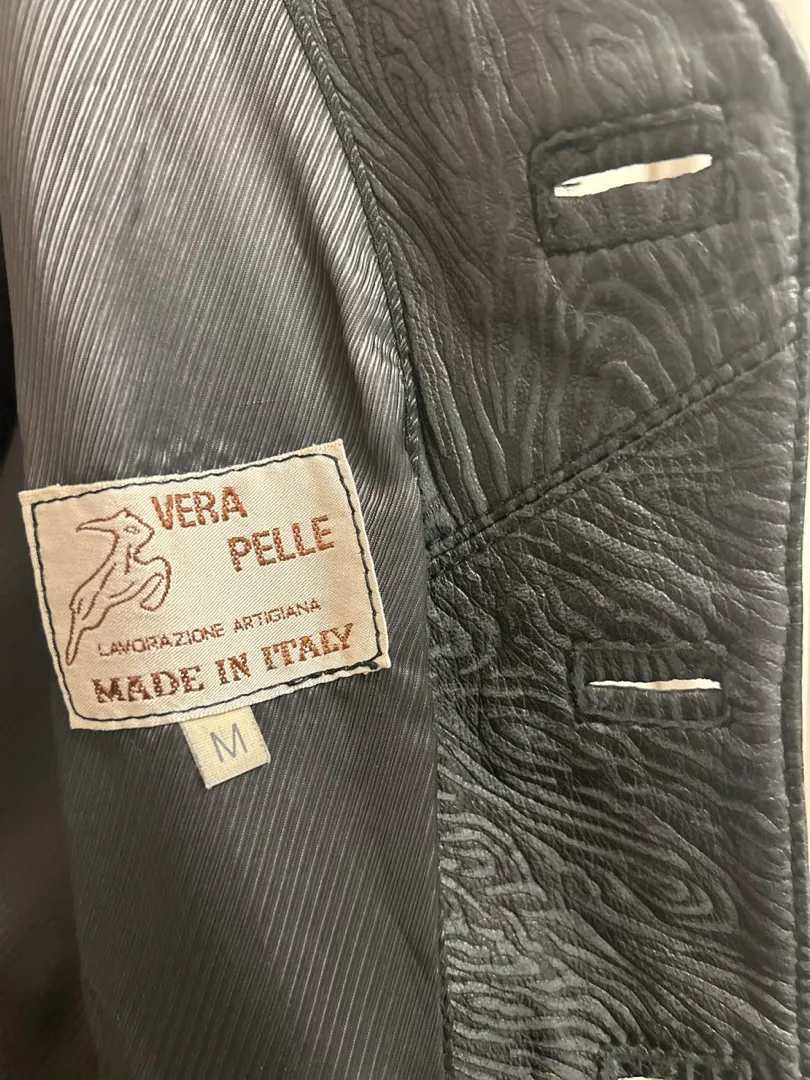 VERA
PELLE
LAVORAZIONE ARTIGIANA
MADE IN ITALY
M